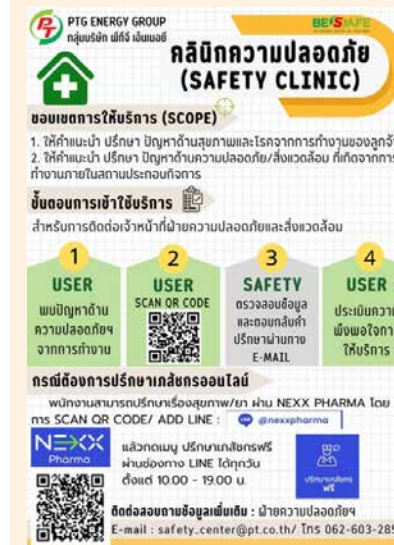 PTG ENERGY GROUP
กลุ่มบริษัท พีทีจี เอ็นเนอยี
BE SAFE
คลินิกความปลอดภัย
(SAFETY CLINIC)
ขอบเขตการให้บริการ (SCOPE)
1. ให้คำแนะนำ ปรึกษา ปัญหาด้านสุขภาพและโรคจากการทำงานของลูกจ้
2. ให้คำแนะนำ ปรึกษา ปัญหาด้านความปลอดภัย/สิ่งแวดล้อม ที่เกิดจากการ
ทำงานภายในสถานประกอบกิจการ
ขั้นตอนการเข้าใช้บริการ
สำหรับการติดต่อเจ้าหน้าที่ฝ่ายความปลอดภัยและสิ่งแวดล้อม
1
USER
พบปัญหาด้าน
ความปลอดภัยฯ
จากการทำงาน
2
USER
SCAN QR CODE
3
SAFETY
ตรวจสอบข้อมูล
และตอบกลับคำ
ปรึกษาผ่านทาง
E-MAIL
4
USER
ประเมินความ
พึงพอใจการ
ให้บริการ
กรณีต้องการปรึกษาเภสัชกรออนไลน์
พนักงานสามารถปรึกษาเรื่องสุขภาพ/ยา ผ่าน NEXX PHARMA โดย
การ SCAN QR CODE/ ADD LINE : @nexxpharma
NEXX
Pharma
แล้วกดเมนู ปรึกษาเภสัชกรฟรี
ผ่านช่องทาง LINE ได้ทุกวัน
ตั้งแต่ 10.00 - 19.00 น.
ปรึกษาเภสัชกร
ฟรี
ติดต่อสอบถามข้อมูลเพิ่มเติม : ฝ่ายความปลอดภัยฯ
E-mail : safety_center@pt.co.th/ โทร 062-603-285